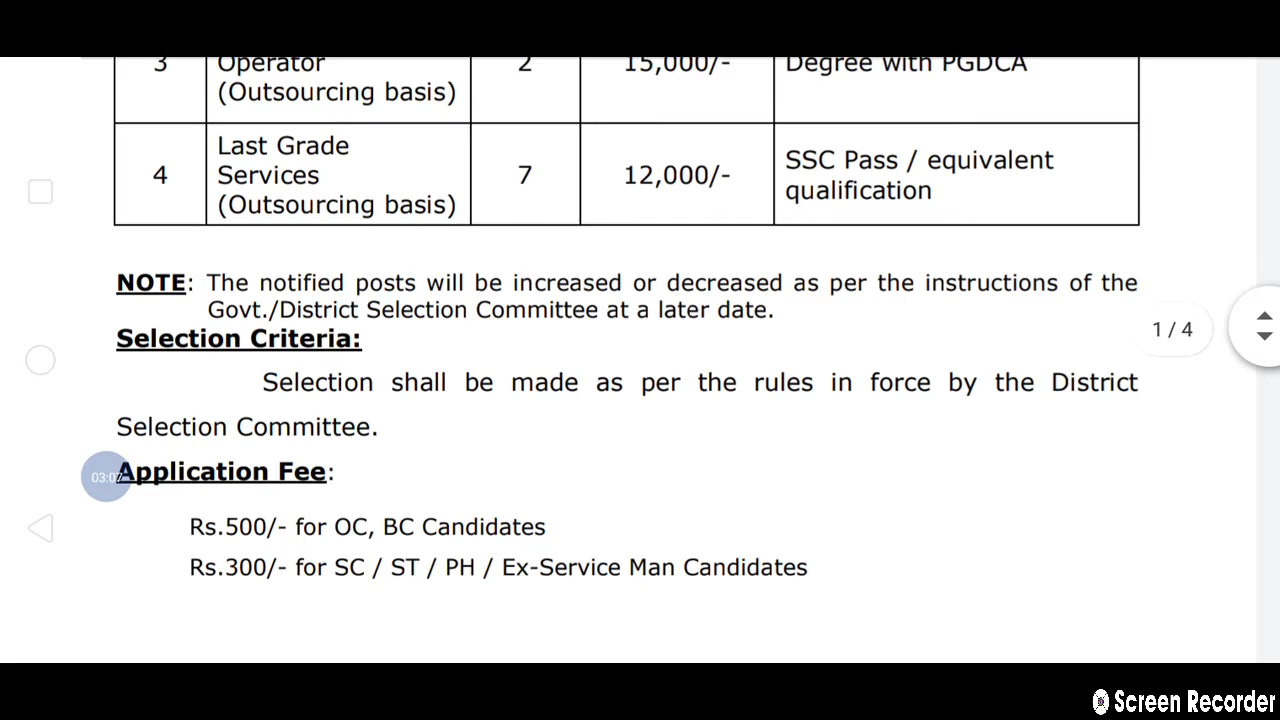 3
Operator
(Outsourcing basis)
2
15,000/-
Degree with PGDCA
4
Last Grade
Services
(Outsourcing basis)
7
12,000/-
SSC Pass / equivalent
qualification
NOTE: The notified posts will be increased or decreased as per the instructions of the
Govt./District Selection Committee at a later date.
Selection Criteria:
Selection shall be made as per the rules in force by the District
Selection Committee.
Application Fee:
Rs.500/- for OC, BC Candidates
Rs.300/- for SC / ST / PH / Ex-Service Man Candidates
1 / 4
03:07
Screen Recorder